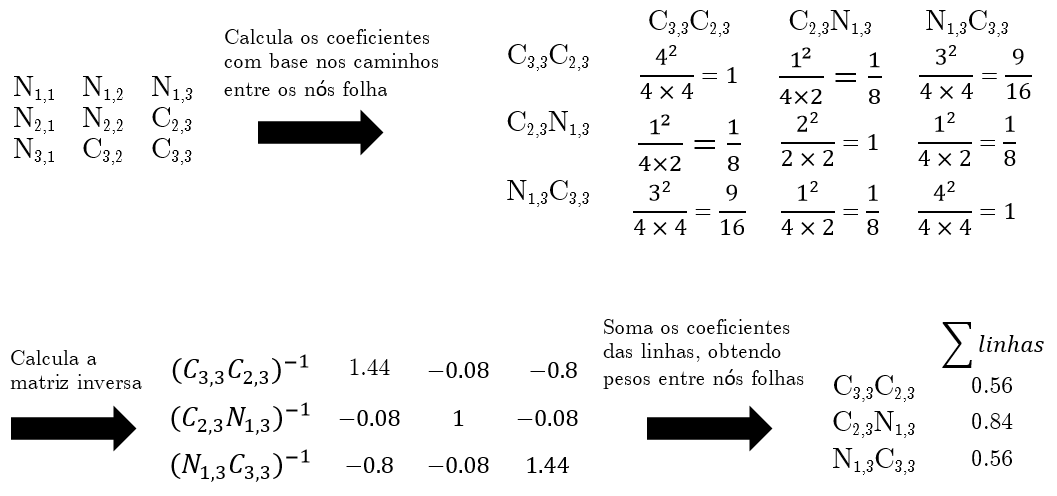 N1,1 N1,2 N1,3
N2,1 N2,2 C2,3
N3,1 C3,2 C3,3
Calcula os coeficientes
com base nos caminhos
entre os nós folha
C3,3C2,3 C2,3N1,3 N1,3C3,3
C3,3C2,3 4²/(4 × 4) = 1 1²/(4×2) = 1/8 3²/(4 × 4) = 9/16
C2,3N1,3 1²/(4×2) = 1/8 2²/(2 × 2) = 1 1²/(4 × 2) = 1/8
N1,3C3,3 3²/(4 × 4) = 9/16 1²/(4 × 2) = 1/8 4²/(4 × 4) = 1
Calcula a
matriz inversa
(C3,3C2,3)⁻¹ 1.44 −0.08 −0.8
(C2,3N1,3)⁻¹ −0.08 1 −0.08
(N1,3C3,3)⁻¹ −0.8 −0.08 1.44
Soma os coeficientes
das linhas, obtendo
pesos entre nós folhas
∑ linhas
C3,3C2,3 0.56
C2,3N1,3 0.84
N1,3C3,3 0.56